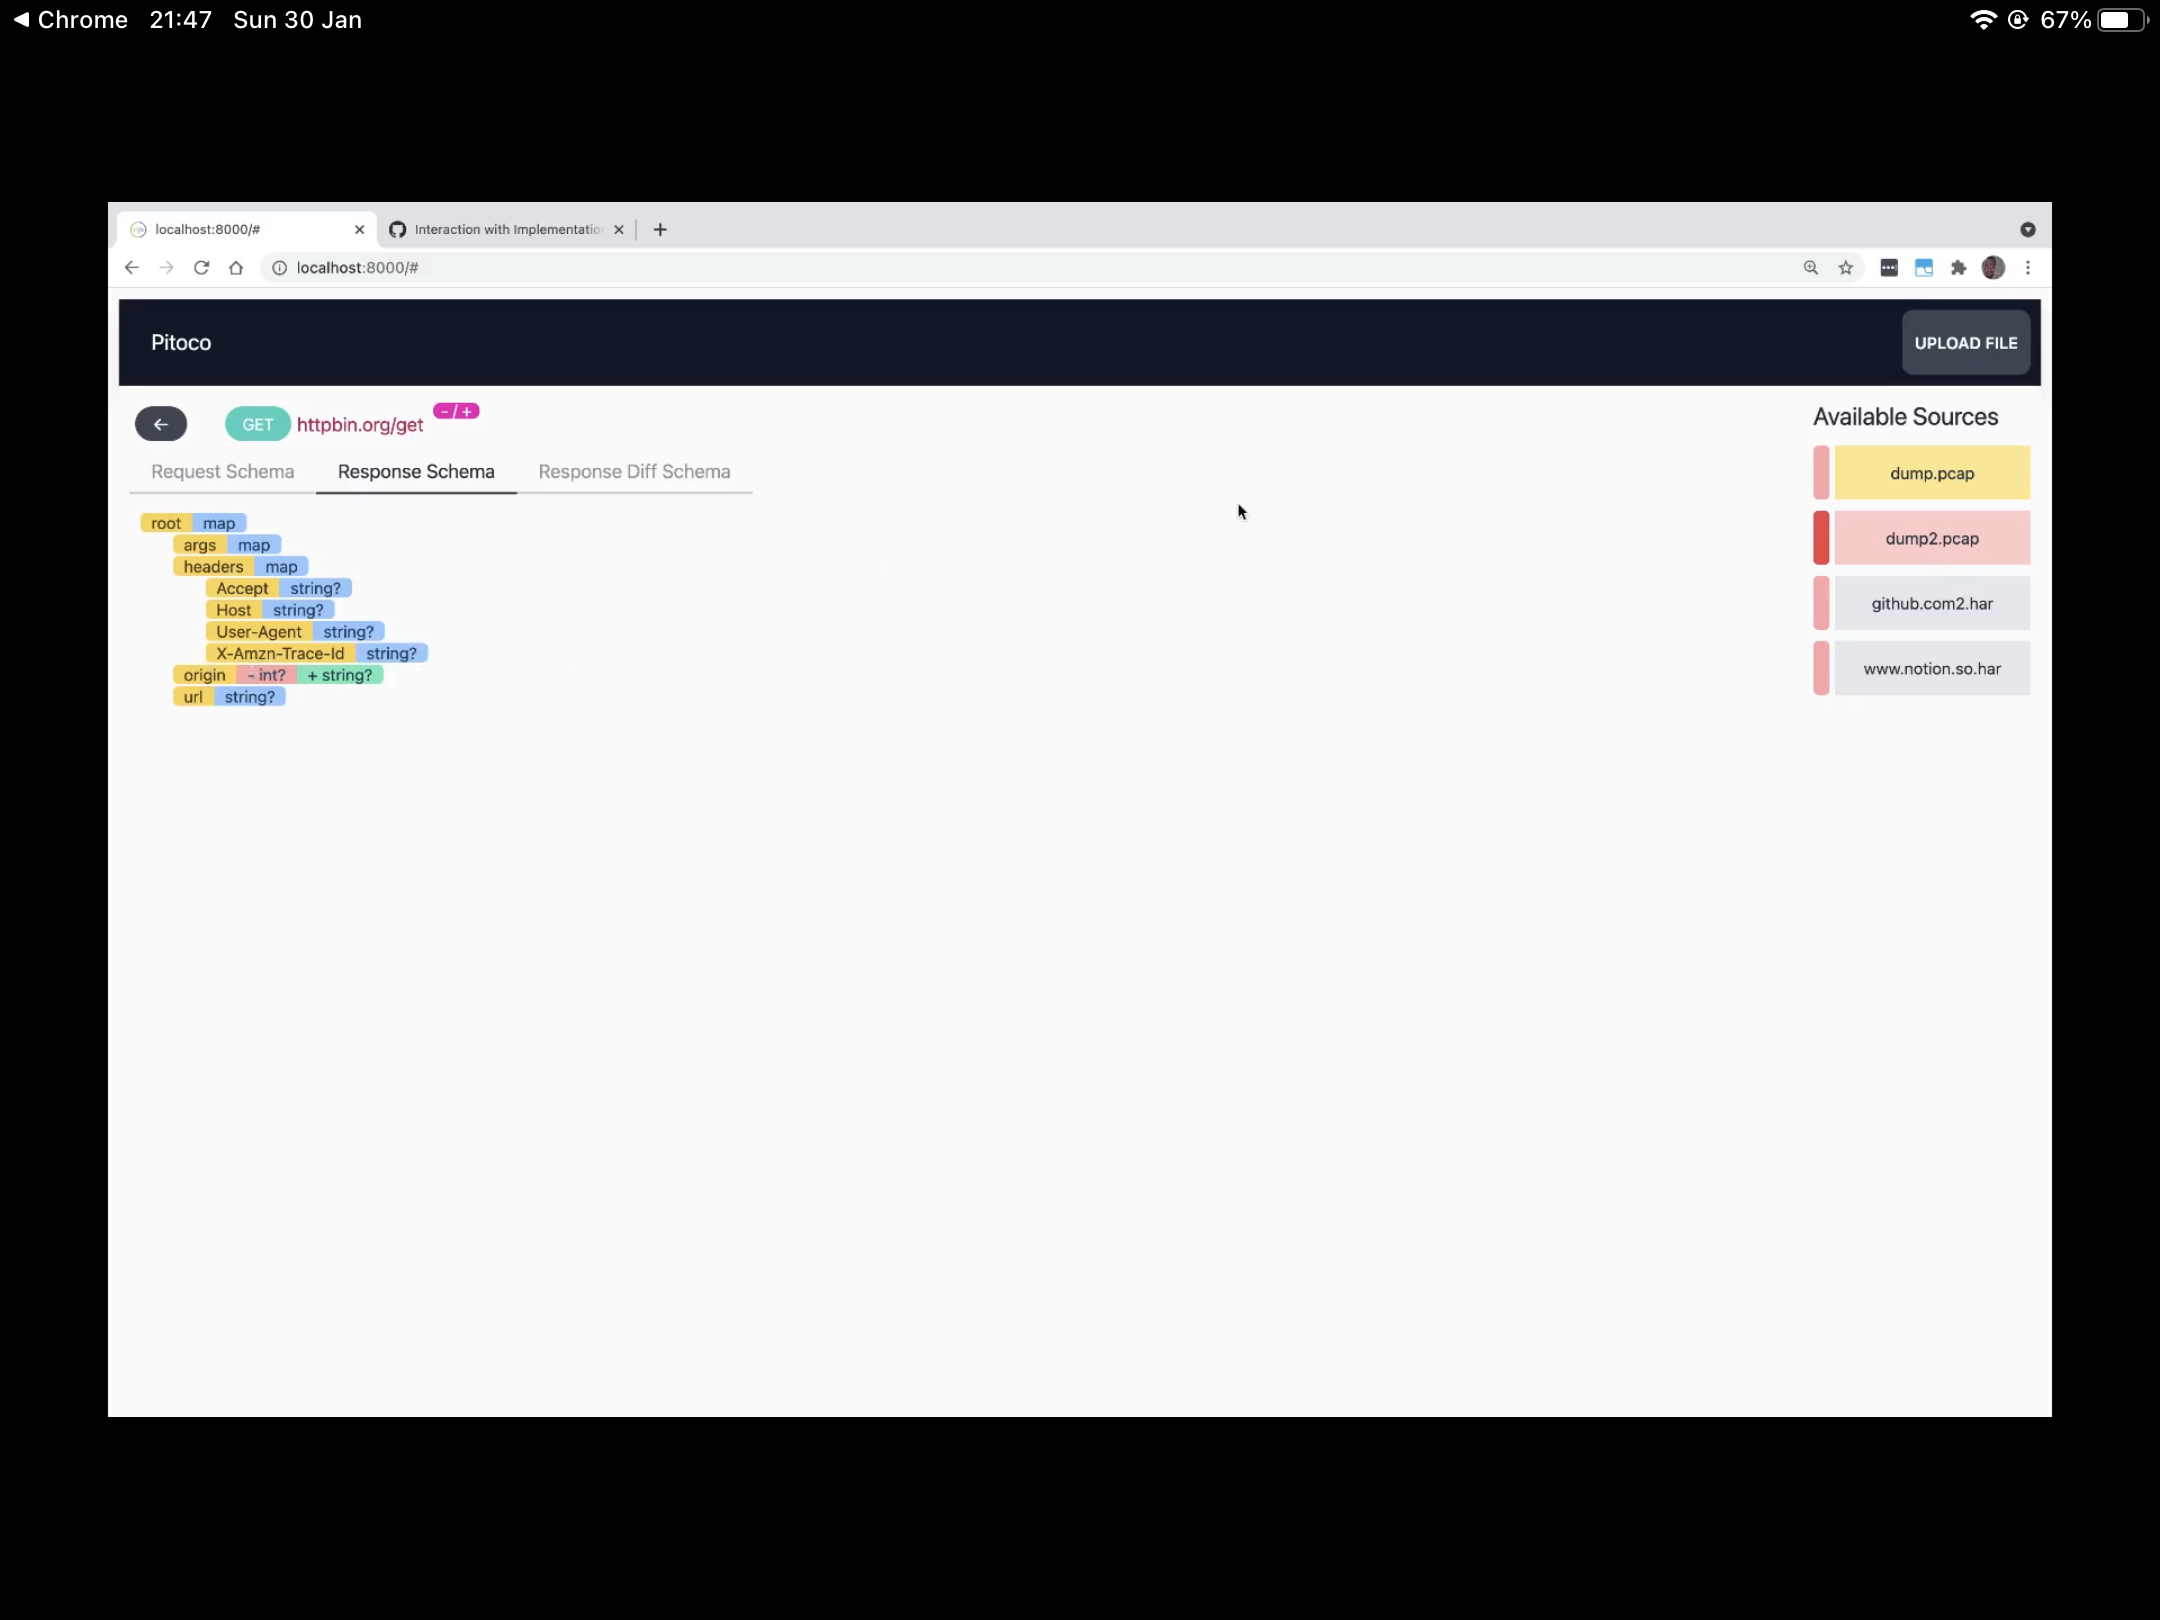 Chrome 21:47 Sun 30 Jan 67%
localhost:8000/#
Interaction with Implementatio
localhost:8000/#
Pitoco
UPLOAD FILE
GET httpbin.org/get - / +
Request Schema Response Schema Response Diff Schema
root map
args map
headers map
Accept string?
Host string?
User-Agent string?
X-Amzn-Trace-Id string?
origin - int? + string?
url string?
Available Sources
dump.pcap
dump2.pcap
github.com2.har
www.notion.so.har